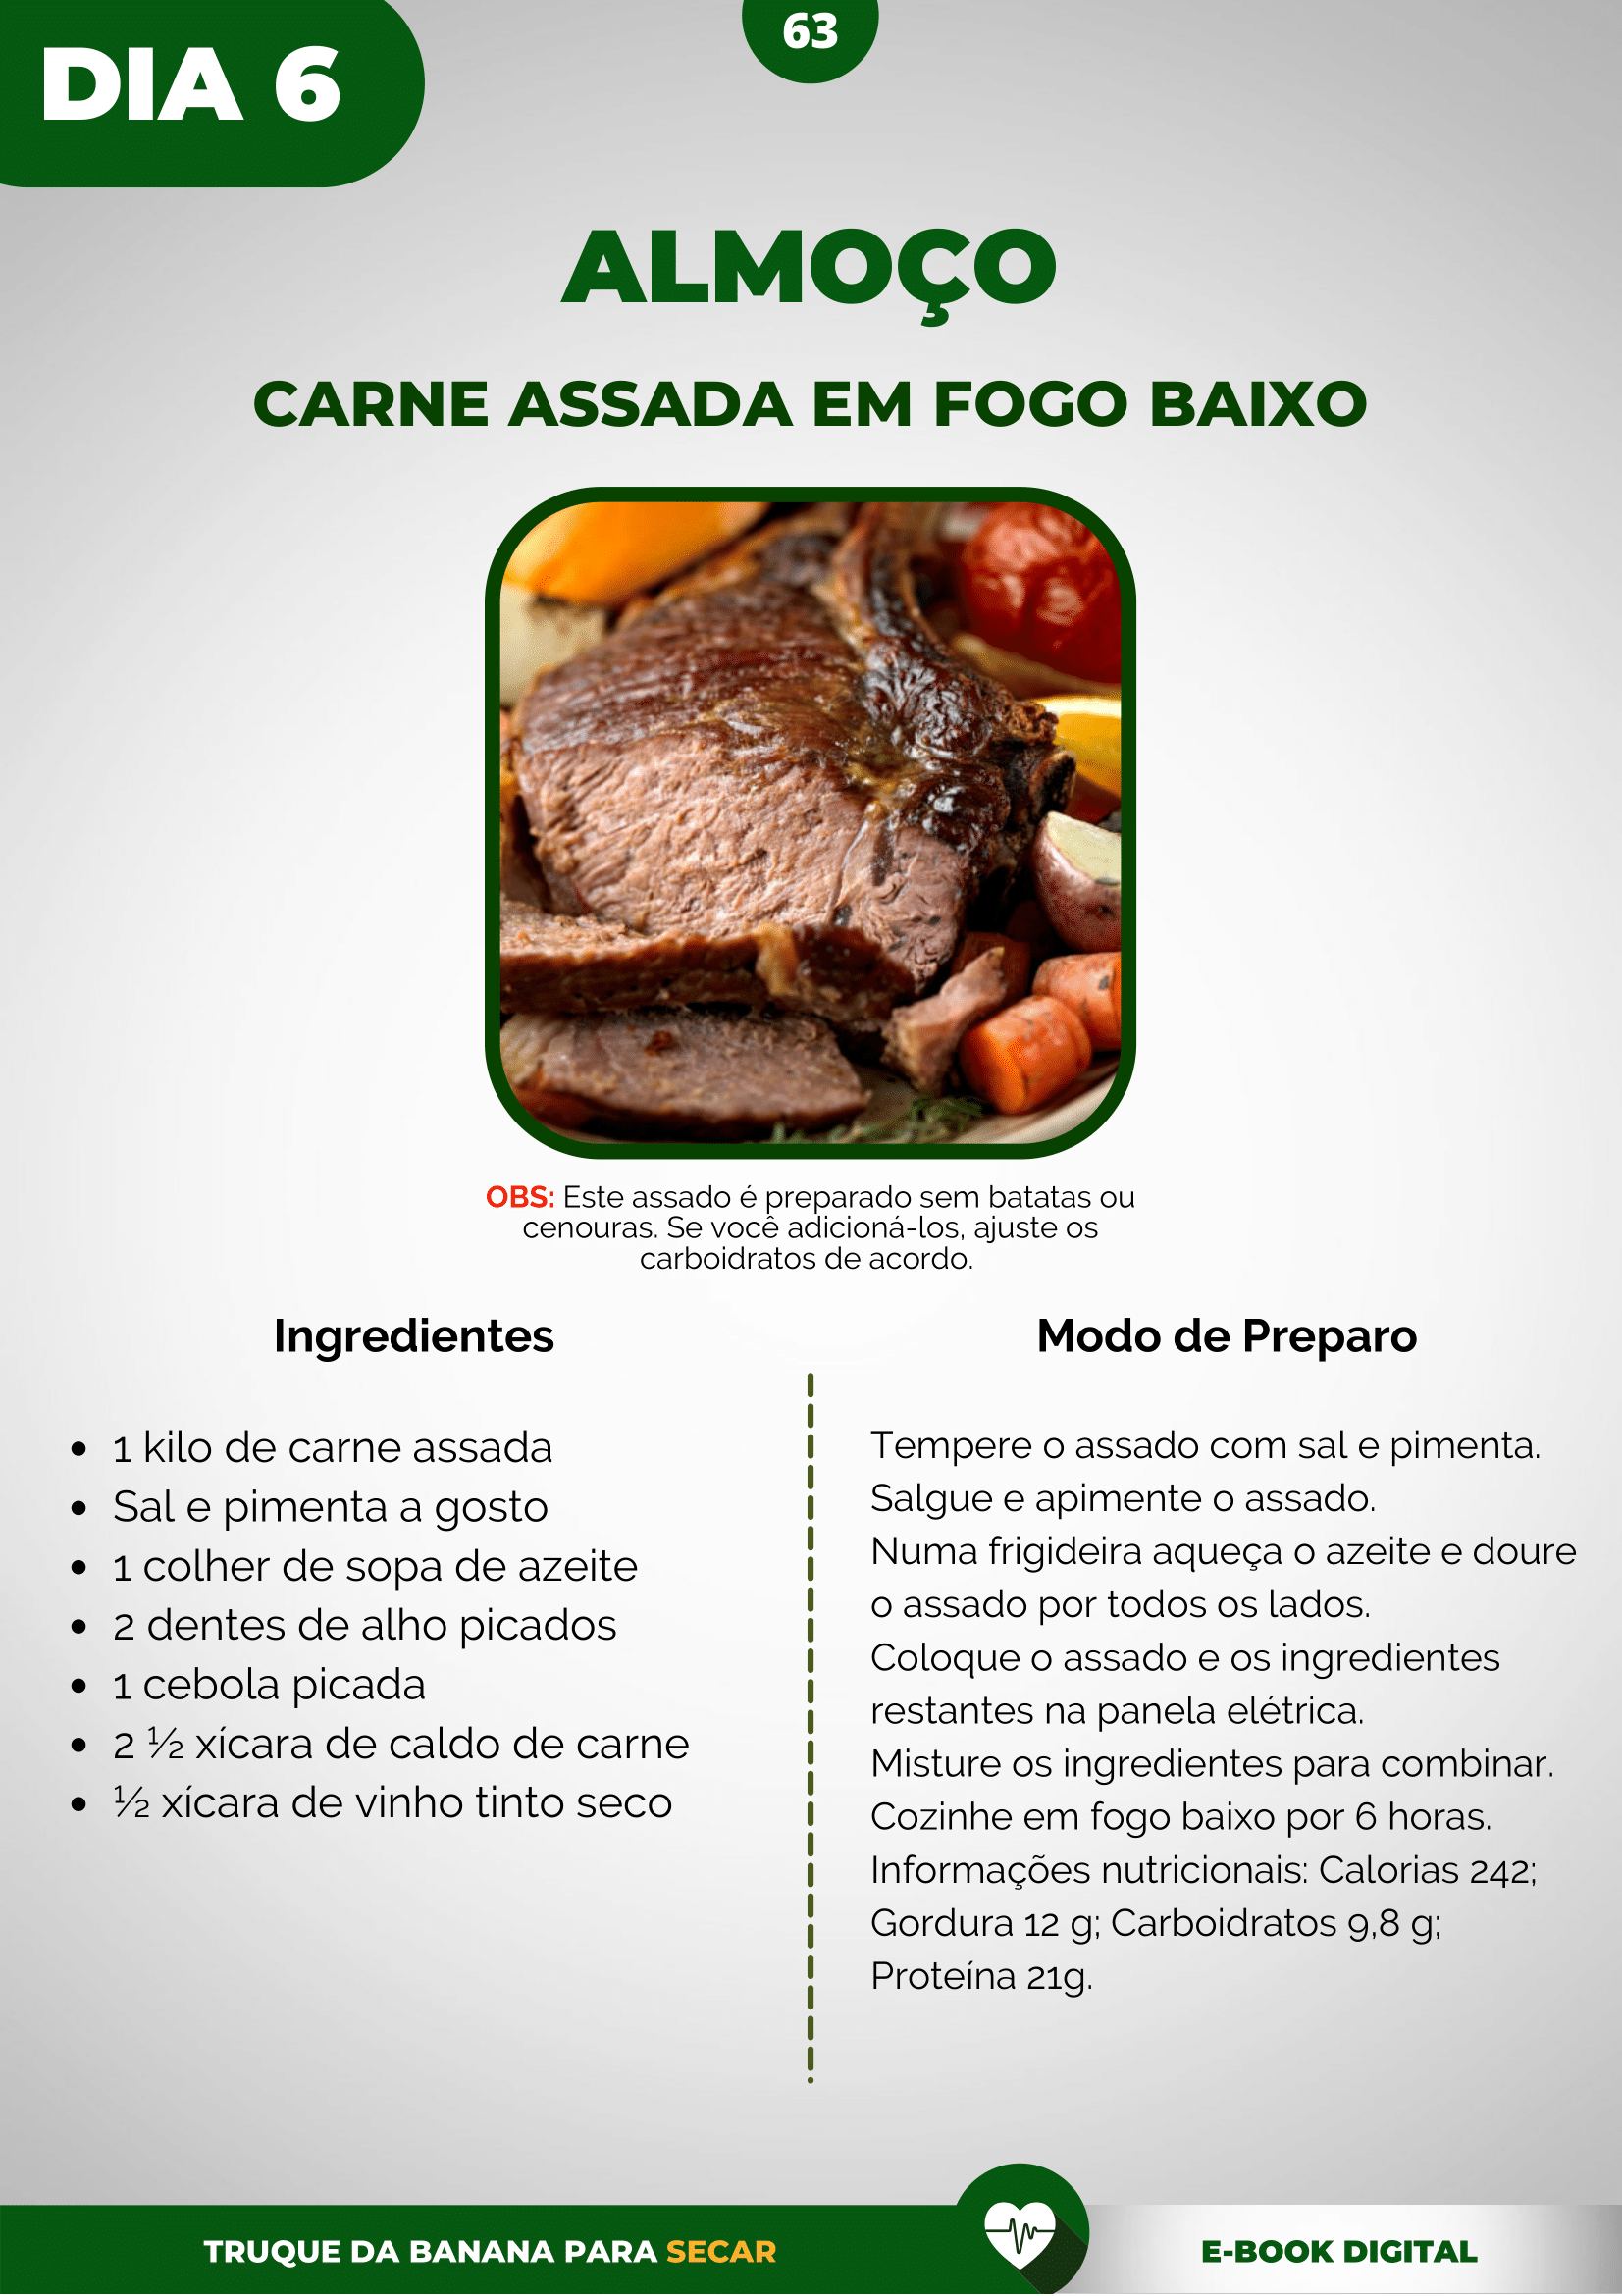 DIA 6
63
ALMOÇO
CARNE ASSADA EM FOGO BAIXO
OBS: Este assado é preparado sem batatas ou
cenouras. Se você adicioná-los, ajuste os
carboidratos de acordo.
Ingredientes
• 1 kilo de carne assada
• Sal e pimenta a gosto
• 1 colher de sopa de azeite
• 2 dentes de alho picados
• 1 cebola picada
• 2 ½ xícara de caldo de carne
• ½ xícara de vinho tinto seco
Modo de Preparo
Tempere o assado com sal e pimenta.
Salgue e apimente o assado.
Numa frigideira aqueça o azeite e doure
o assado por todos os lados.
Coloque o assado e os ingredientes
restantes na panela elétrica.
Misture os ingredientes para combinar.
Cozinhe em fogo baixo por 6 horas.
Informações nutricionais: Calorias 242;
Gordura 12 g; Carboidratos 9,8 g;
Proteína 21g.
TRUQUE DA BANANA PARA SECAR
E-BOOK DIGITAL